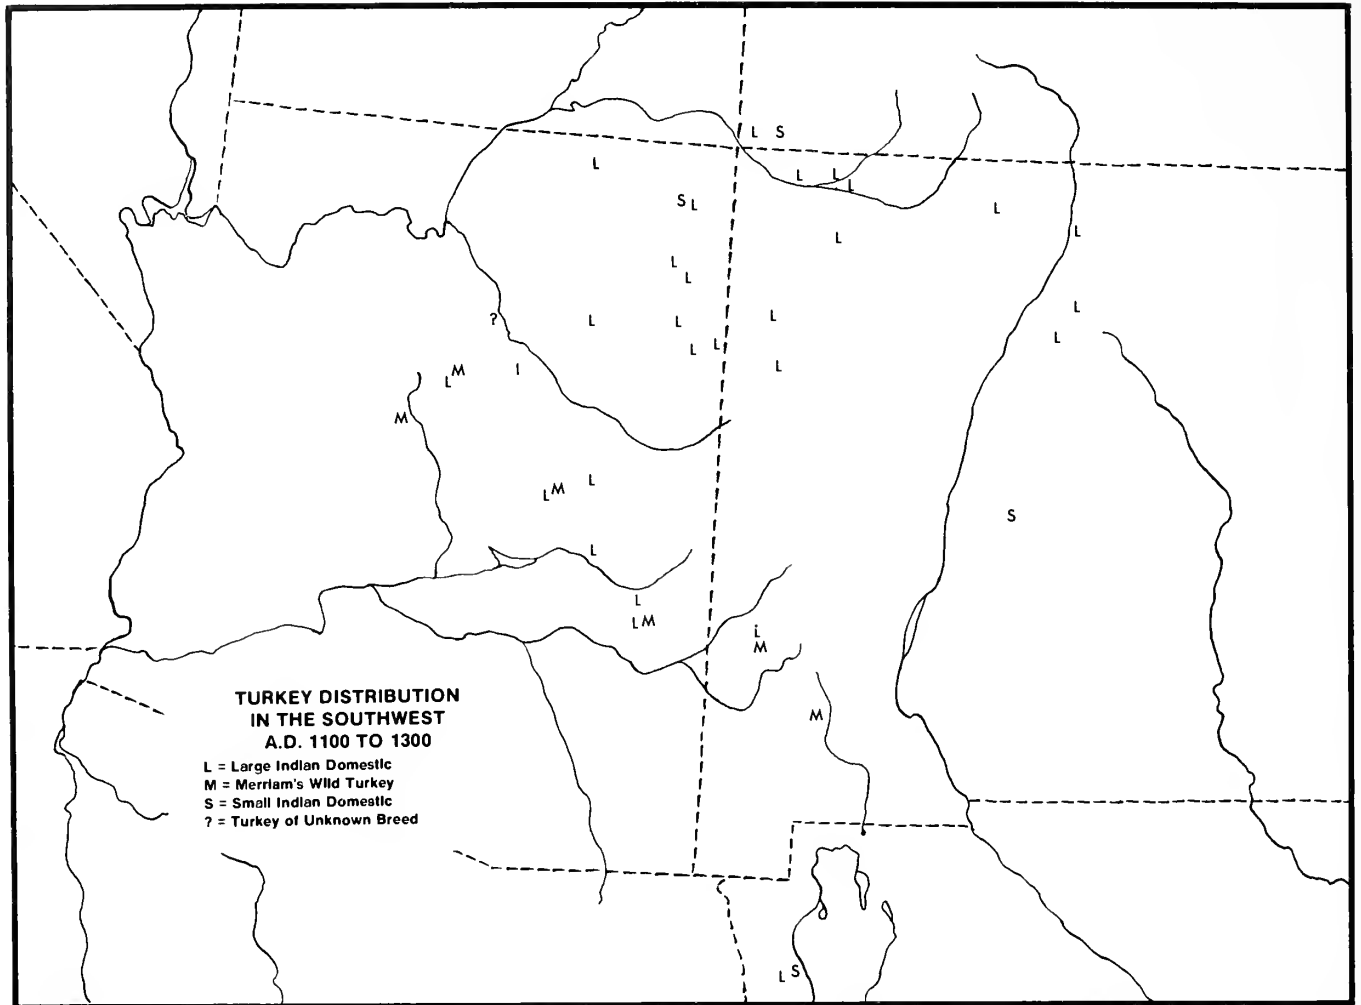 L S
L
L L
L
S L
L
L
L
L
L
L
?
L
L
L
L
L L
L
L
L M
I
M
L
L M
S
L
L
L M
L
M
TURKEY DISTRIBUTION
IN THE SOUTHWEST
A.D. 1100 TO 1300
M
L = Large Indian Domestic
M = Merriam's Wild Turkey
S = Small Indian Domestic
? = Turkey of Unknown Breed
L S